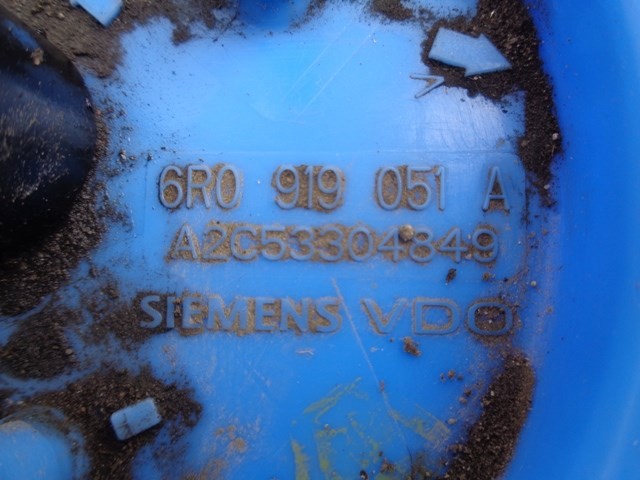 6R0 919 051 A
A2C53304849
SIEMENS VDO